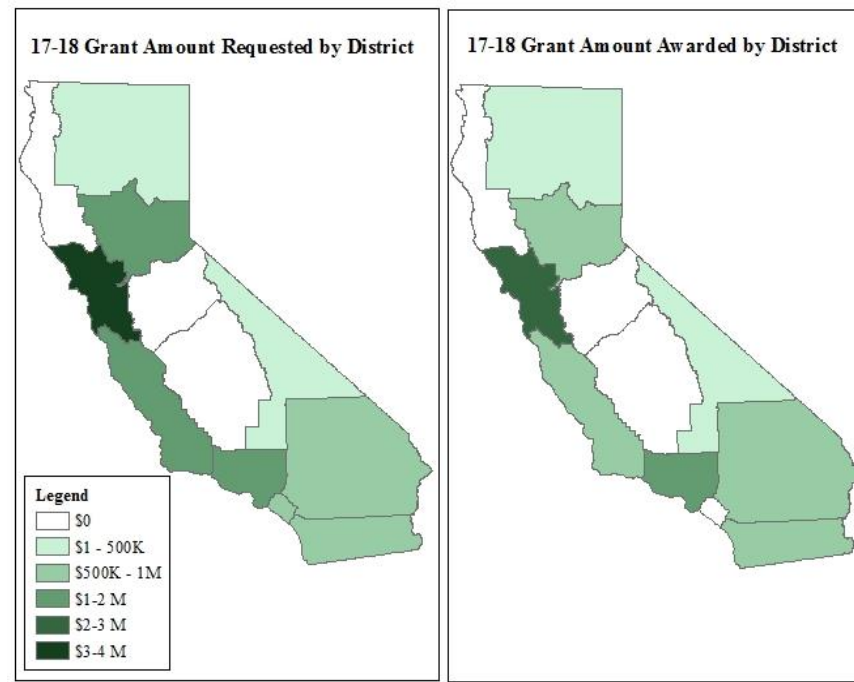 17-18 Grant Amount Requested by District
17-18 Grant Amount Awarded by District
Legend
$0
$1 - 500K
$500K - 1M
$1-2 M
$2-3 M
$3-4 M